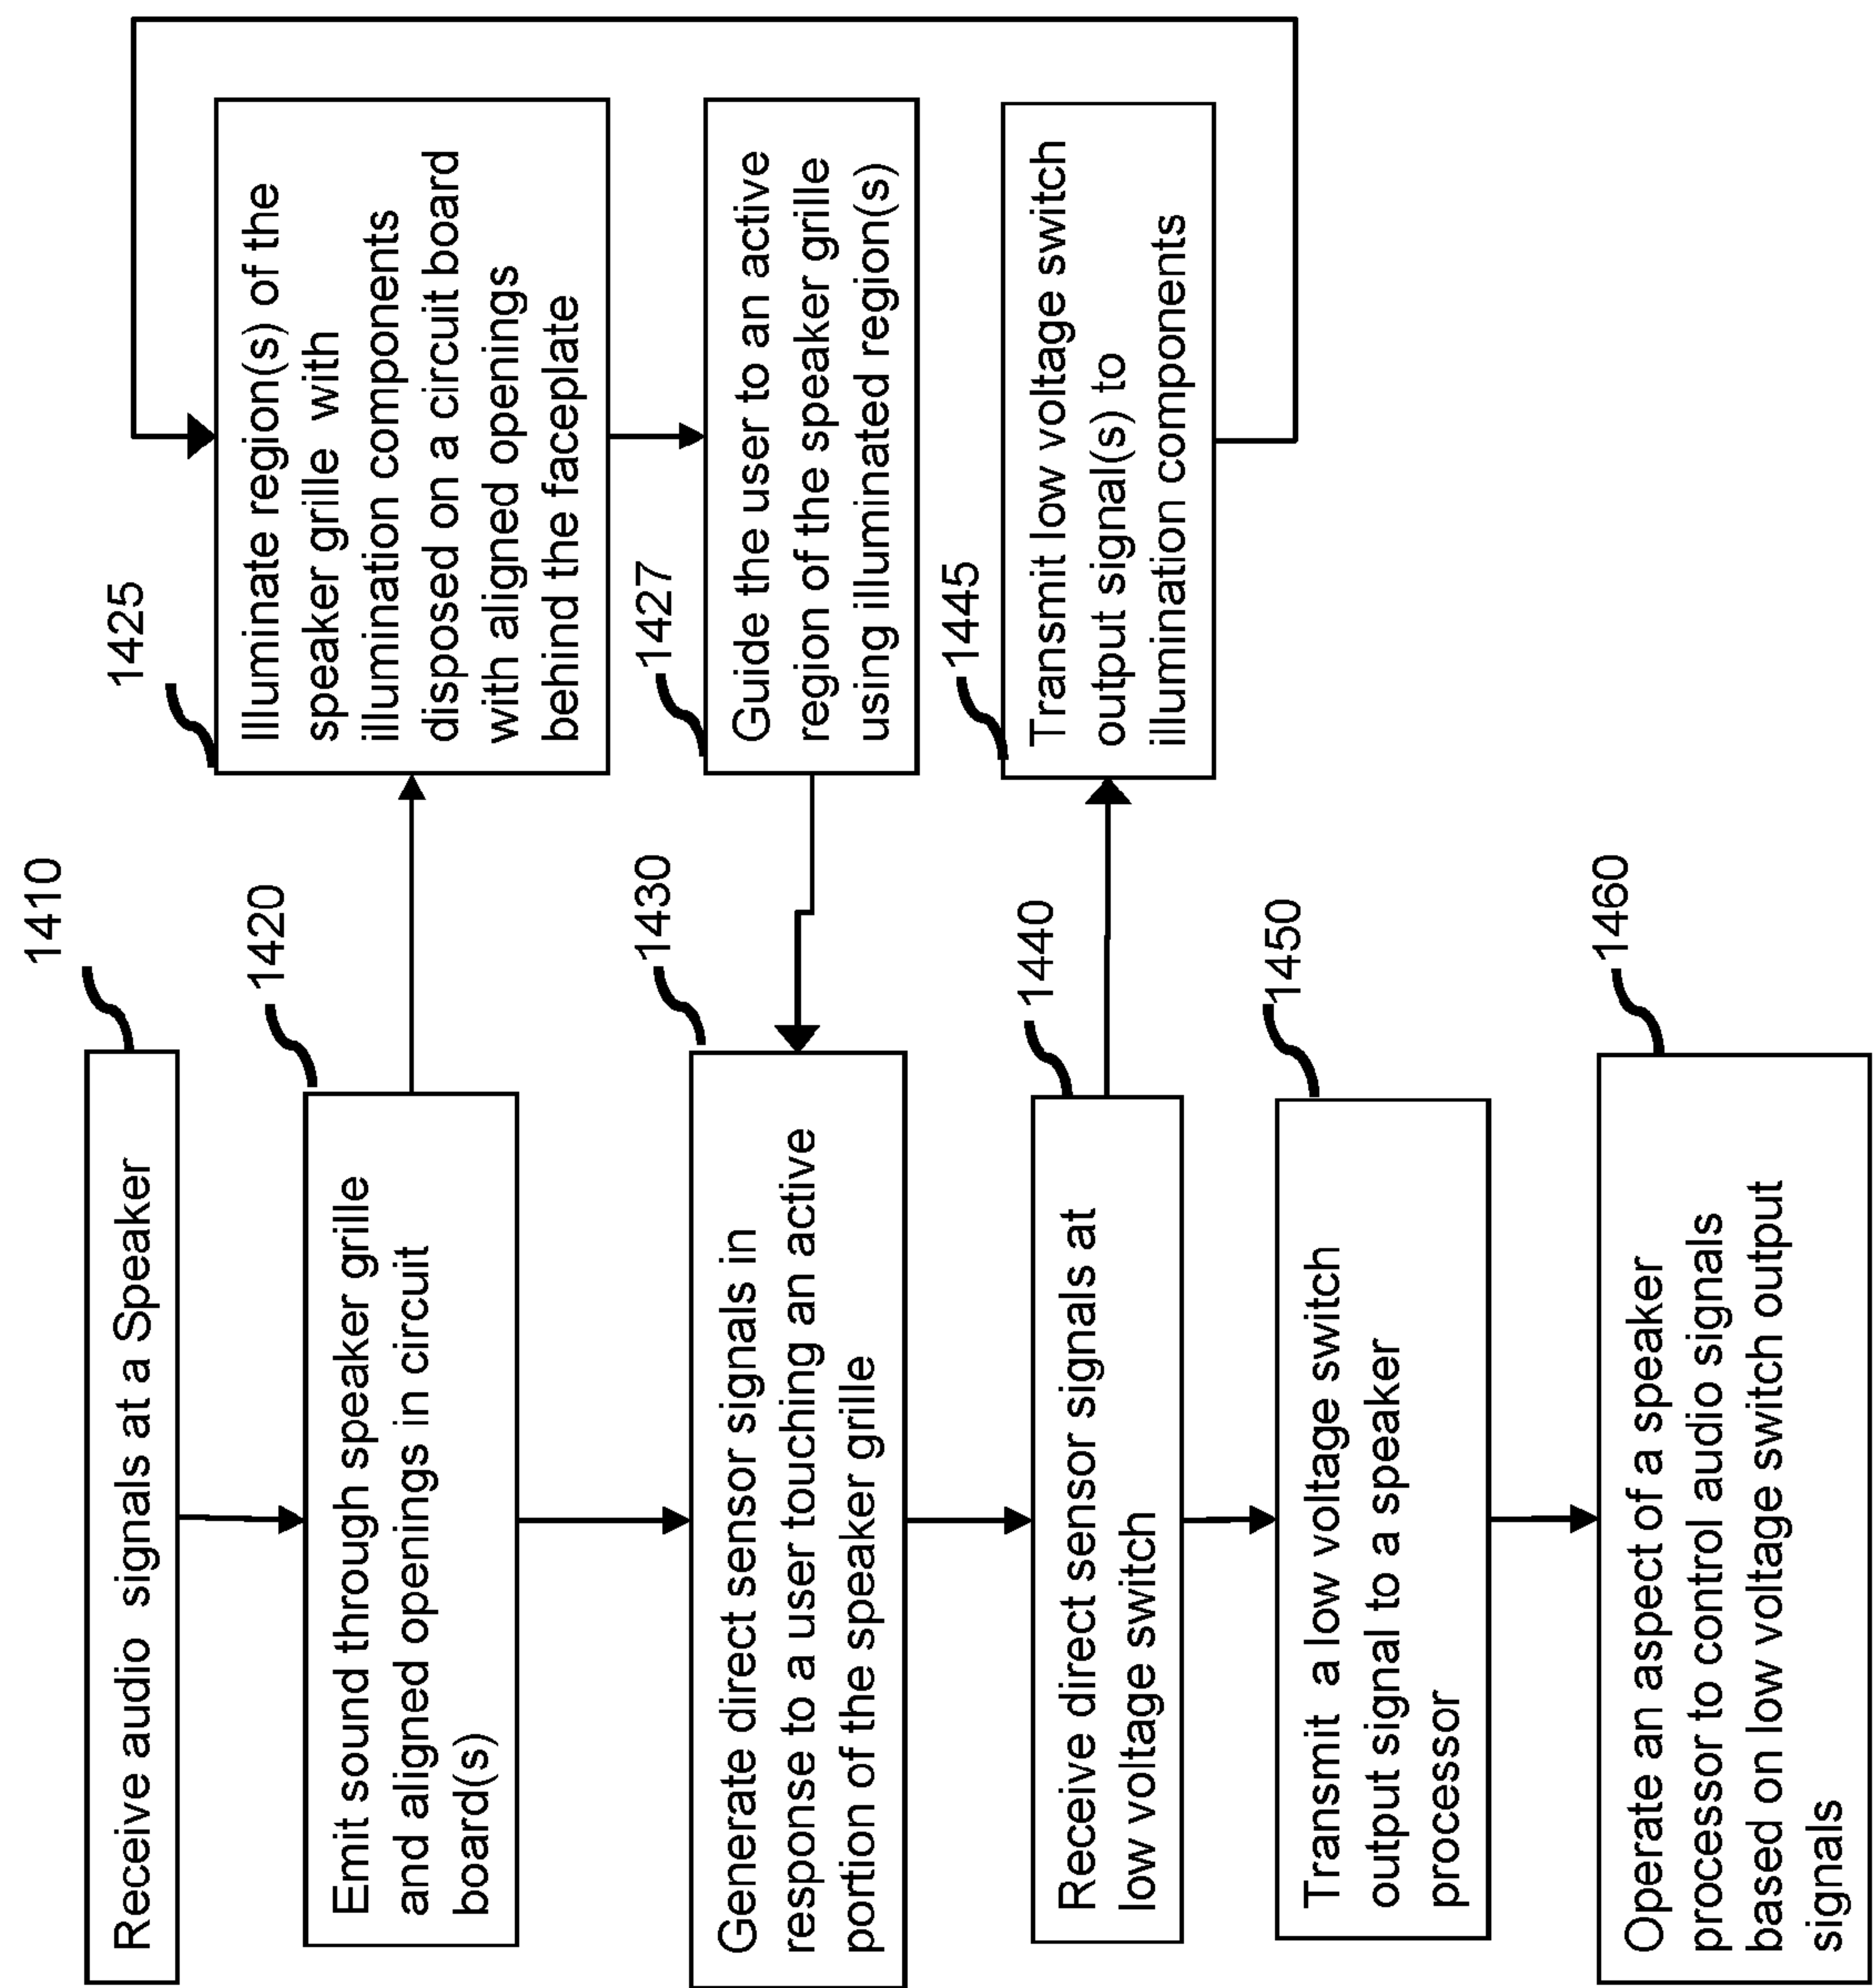 1410
Receive audio signals at a Speaker
1420
Emit sound through speaker grille
and aligned openings in circuit
board(s)
1425
Illuminate region(s) of the
speaker grille with
illumination components
disposed on a circuit board
with aligned openings
behind the faceplate
1427
Guide the user to an active
region of the speaker grille
using illuminated region(s)
1430
Generate direct sensor signals in
response to a user touching an active
portion of the speaker grille
1440
Receive direct sensor signals at
low voltage switch
1445
Transmit low voltage switch
output signal(s) to
illumination components
1450
Transmit a low voltage switch
output signal to a speaker
processor
1460
Operate an aspect of a speaker
processor to control audio signals
based on low voltage switch output
signals